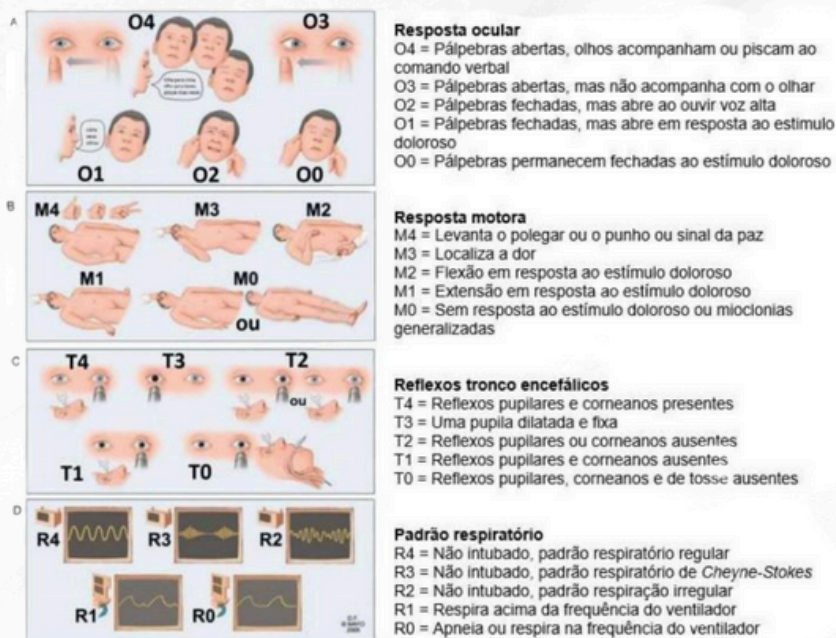 A
O4
O3
O1
O2
O0
Resposta ocular
O4 = Pálpebras abertas, olhos acompanham ou piscam ao
comando verbal
O3 = Pálpebras abertas, mas não acompanha com o olhar
O2 = Pálpebras fechadas, mas abre ao ouvir voz alta
O1 = Pálpebras fechadas, mas abre em resposta ao estimulo
doloroso
O0 = Pálpebras permanecem fechadas ao estímulo doloroso
B
M4
M3
M2
M1
M0
ou
Resposta motora
M4 = Levanta o polegar ou o punho ou sinal da paz
M3 = Localiza a dor
M2 = Flexão em resposta ao estímulo doloroso
M1 = Extensão em resposta ao estímulo doloroso
M0 = Sem resposta ao estímulo doloroso ou mioclonias
generalizadas
C
T4
T3
T2
ou
T1
T0
Reflexos tronco encefálicos
T4 = Reflexos pupilares e corneanos presentes
T3 = Uma pupila dilatada e fixa
T2 = Reflexos pupilares ou corneanos ausentes
T1 = Reflexos pupilares e corneanos ausentes
T0 = Reflexos pupilares, corneanos e de tosse ausentes
D
R4
R3
R2
R1
R0
Padrão respiratório
R4 = Não intubado, padrão respiratório regular
R3 = Não intubado, padrão respiratório de Cheyne-Stokes
R2 = Não intubado, padrão respiração irregular
R1 = Respira acima da frequência do ventilador
R0 = Apneia ou respira na frequência do ventilador